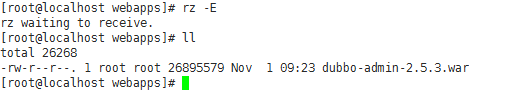 [root@localhost webapps]# rz -E
rz waiting to receive.
[root@localhost webapps]# ll
total 26268
-rw-r--r--. 1 root root 26895579 Nov  1 09:23 dubbo-admin-2.5.3.war
[root@localhost webapps]#